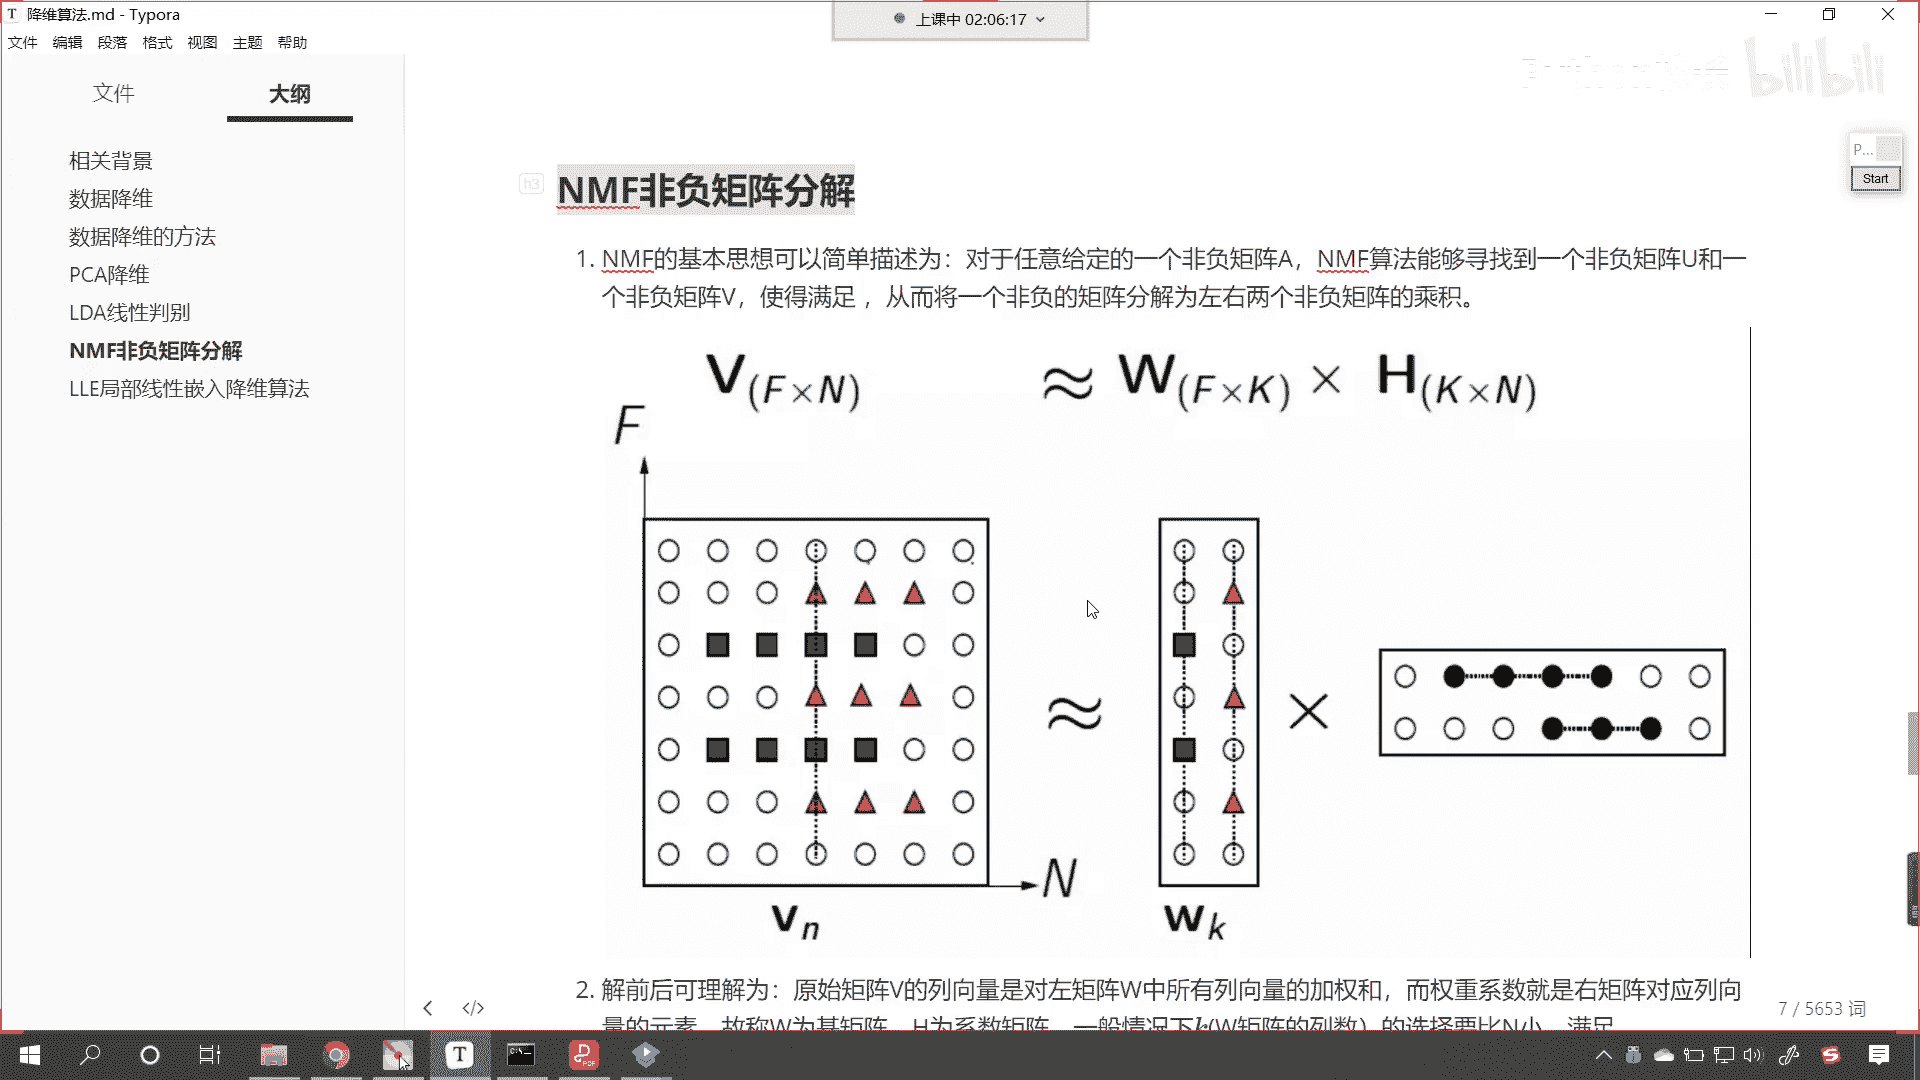 降维算法.md - Typora
上课中 02:06:17
文件 编辑 段落 格式 视图 主题 帮助
文件 大纲
bilibili
P...
Start
相关背景
数据降维
数据降维的方法
PCA降维
LDA线性判别
NMF非负矩阵分解
LLE局部线性嵌入降维算法
h3
NMF非负矩阵分解
1. NMF的基本思想可以简单描述为：对于任意给定的一个非负矩阵A，NMF算法能够寻找到一个非负矩阵U和一
个非负矩阵V，使得满足 ，从而将一个非负的矩阵分解为左右两个非负矩阵的乘积。
V(F×N) ≈ W(F×K) × H(K×N)
F
≈ ×
N
vn wk
2. 解前后可理解为：原始矩阵V的列向量是对左矩阵W中所有列向量的加权和，而权重系数就是右矩阵对应列向
量的元素，故称W为基矩阵，H为系数矩阵。一般情况下k(W矩阵的列数）的选择要比N小，满足
</> 7 / 5653 词